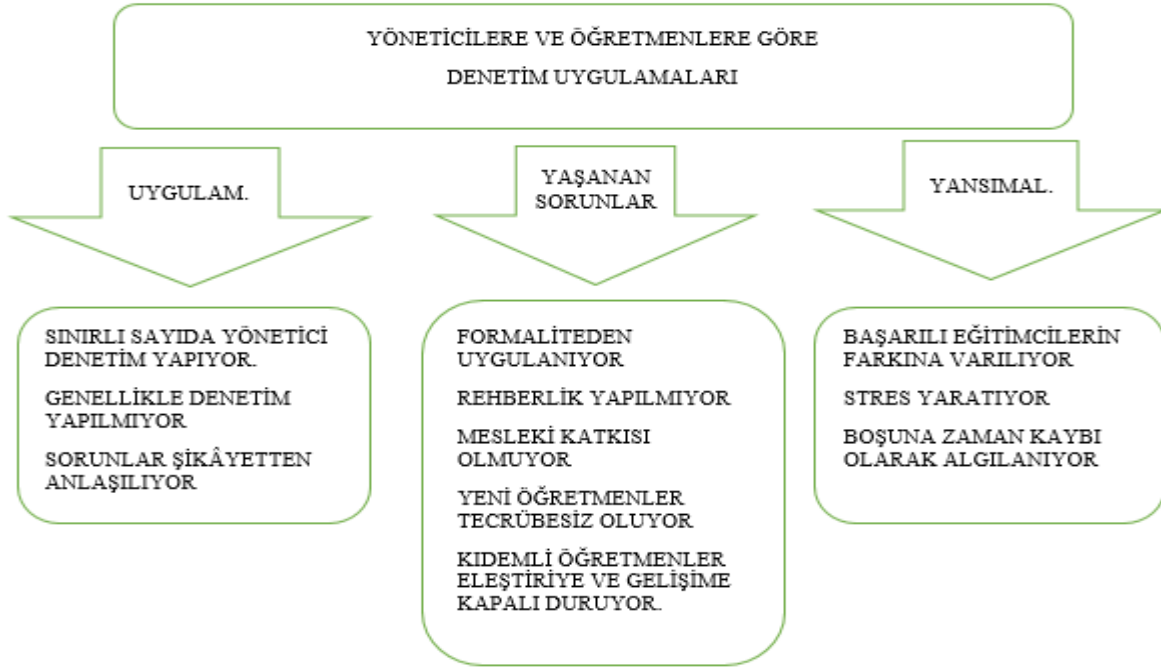 YÖNETİCİLERE VE ÖĞRETMENLERE GÖRE
DENETİM UYGULAMALARI
UYGULAM.
YAŞANAN
SORUNLAR
YANSIMAL.
SINIRLI SAYIDA YÖNETİCİ
DENETİM YAPIYOR.
GENELLİKLE DENETİM
YAPILMIYOR
SORUNLAR ŞİKÂYETTEN
ANLAŞILIYOR
FORMALİTEDEN
UYGULANIYOR
REHBERLİK YAPILMIYOR
MESLEKİ KATKISI
OLMUYOR
YENİ ÖĞRETMENLER
TECRÜBESİZ OLUYOR
KIDEMLİ ÖĞRETMENLER
ELEŞTİRİYE VE GELİŞİME
KAPALI DURUYOR.
BAŞARILI EĞİTİMCİLERİN
FARKINA VARILIYOR
STRES YARATIYOR
BOŞUNA ZAMAN KAYBI
OLARAK ALGILANIYOR